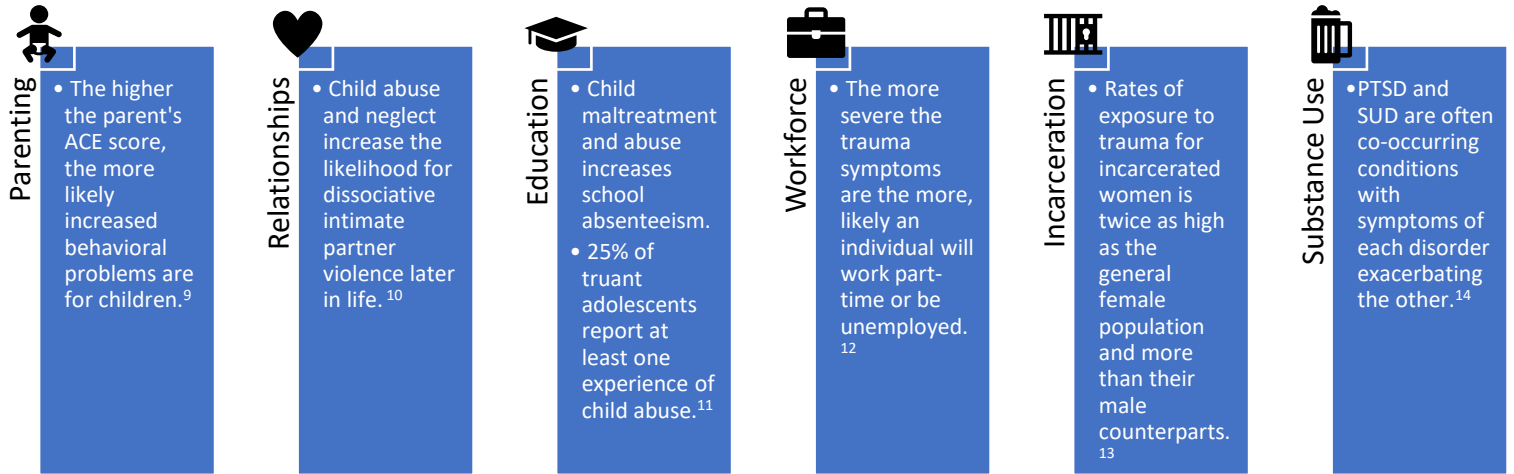 Parenting
• The higher
the parent's
ACE score,
the more
likely
increased
behavioral
problems are
for children.9
Relationships
• Child abuse
and neglect
increase the
likelihood for
dissociative
intimate
partner
violence later
in life. 10
Education
• Child
maltreatment
and abuse
increases
school
absenteeism.
• 25% of
truant
adolescents
report at
least one
experience of
child abuse.11
Workforce
• The more
severe the
trauma
symptoms
are the more,
likely an
individual will
work part-
time or be
unemployed.
12
Incarceration
• Rates of
exposure to
trauma for
incarcerated
women is
twice as high
as the
general
female
population
and more
than their
male
counterparts.
13
Substance Use
•PTSD and
SUD are often
co-occurring
conditions
with
symptoms of
each disorder
exacerbating
the other.14